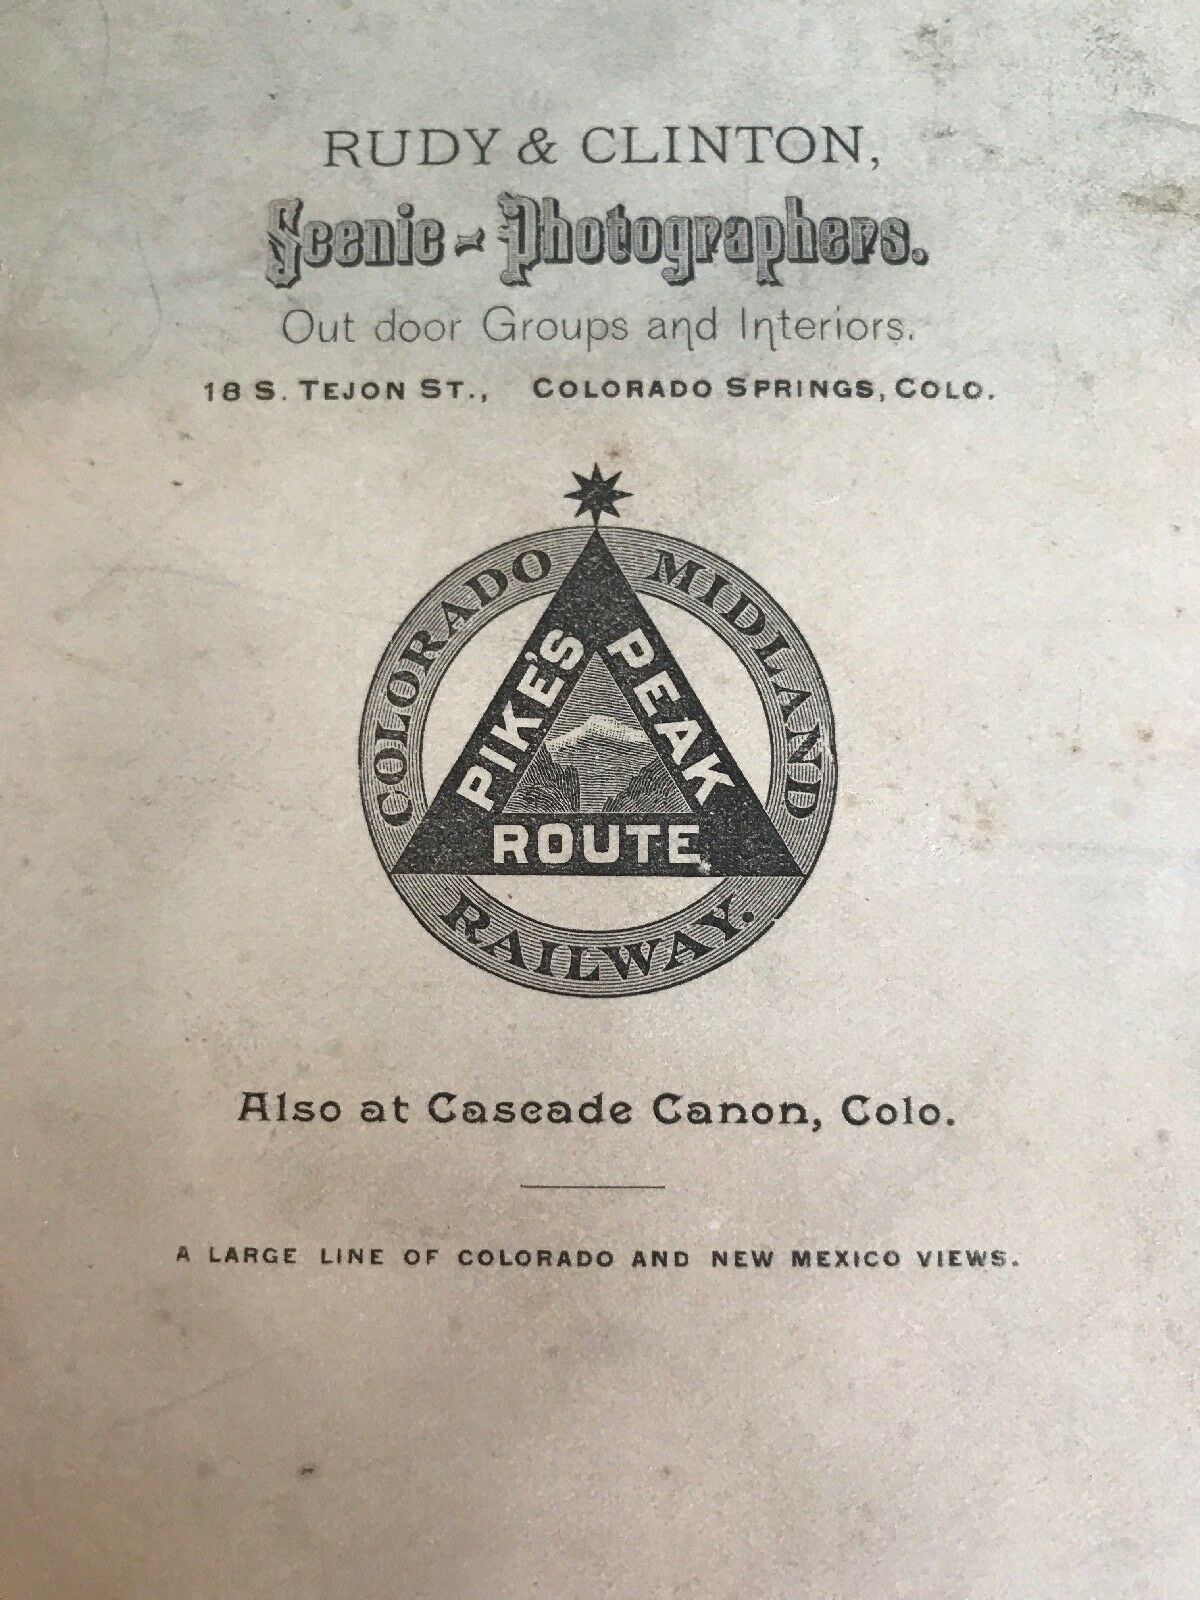 RUDY & CLINTON,
Scenic - Photographers.
Out door Groups and Interiors.
18 S. TEJON ST., COLORADO SPRINGS, COLO.
COLORADO MIDLAND
PIKE'S PEAK
ROUTE
RAILWAY.
Also at Cascade Canon, Colo.
A LARGE LINE OF COLORADO AND NEW MEXICO VIEWS.